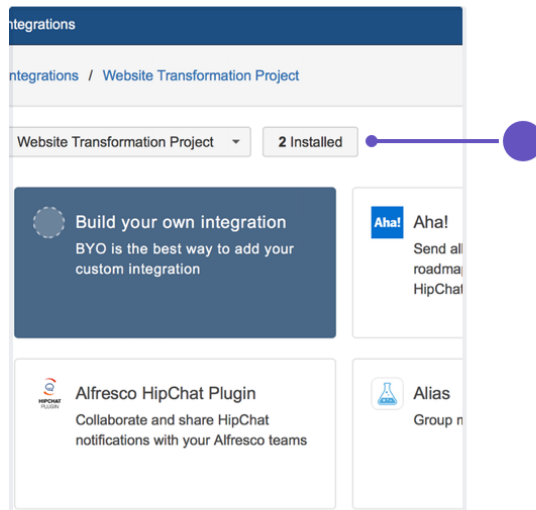 ntegrations
ntegrations / Website Transformation Project
Website Transformation Project 2 Installed
Build your own integration
BYO is the best way to add your
custom integration
Aha!
Aha!
Send all
roadmap
HipChat
HIPCHAT
PLUGIN
Alfresco HipChat Plugin
Collaborate and share HipChat
notifications with your Alfresco teams
Alias
Group